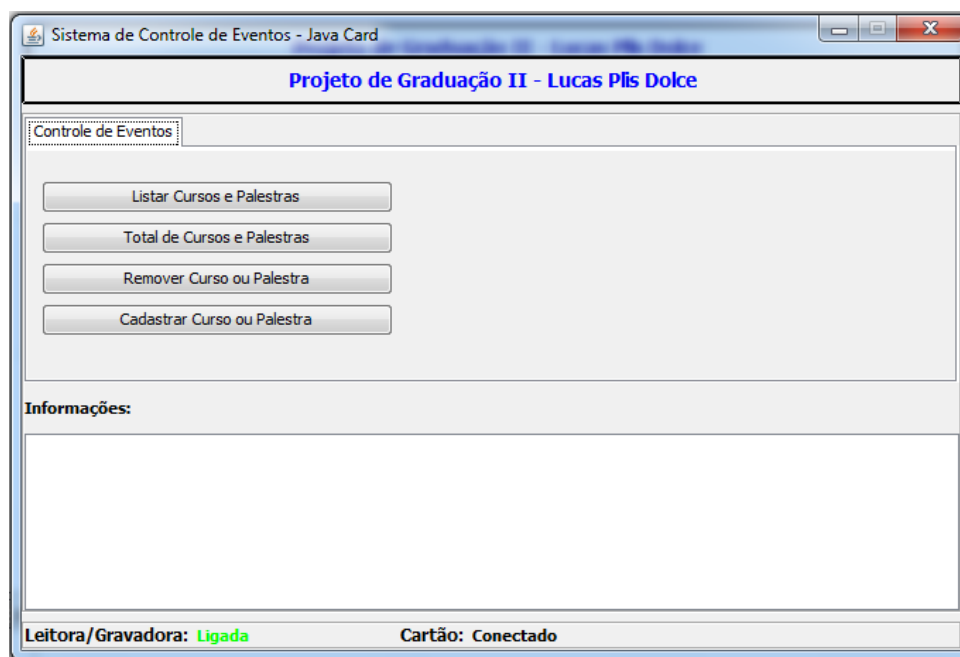 Sistema de Controle de Eventos - Java Card
Projeto de Graduação II - Lucas Plis Dolce
Controle de Eventos
Listar Cursos e Palestras
Total de Cursos e Palestras
Remover Curso ou Palestra
Cadastrar Curso ou Palestra
Informações:
Leitora/Gravadora: Ligada Cartão: Conectado